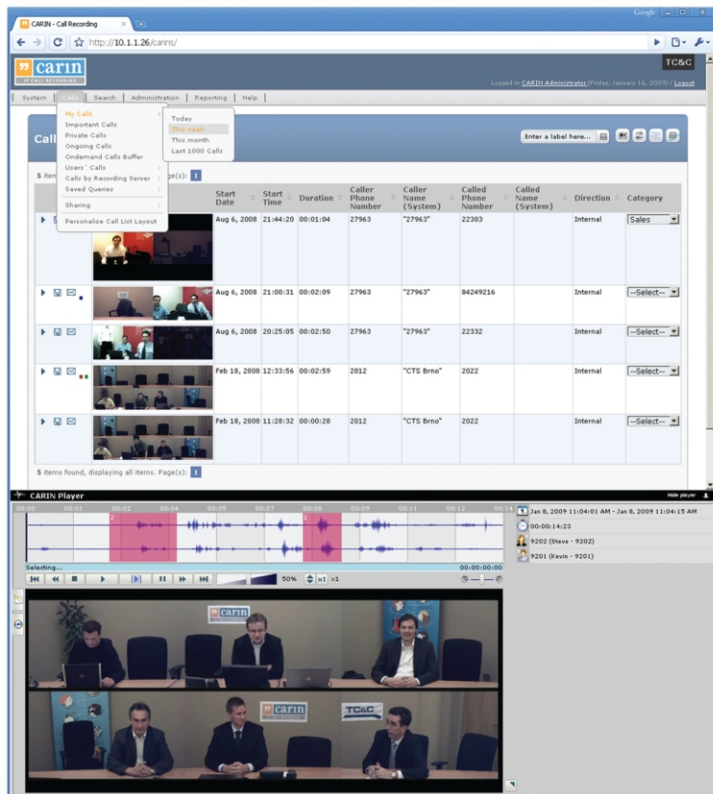 Google
CARIN - Call Recording
http://10.1.1.26/carins/
carin
IP CALL RECORDING
TC&C
Logged in CARIN Administrator (Friday, January 16, 2009) / Logout
System | Calls | Search | Administration | Reporting | Help |
My Calls
Important Calls
Private Calls
Ongoing Calls
Ondemand Calls Buffer
Users' Calls
Calls by Recording Server
Saved Queries
Sharing
Personalize Call List Layout
Today
This week
This month
Last 1000 Calls
Call
Enter a label here...
5 item
Page(s): 1
Start Date Start Time Duration Caller Phone Number Caller Name (System) Called Phone Number Called Name (System) Direction Category
Aug 6, 2008 21:44:20 00:01:04 27963 "27963" 22383 Internal Sales
Aug 6, 2008 21:00:31 00:02:09 27963 "27963" 84249216 Internal --Select--
Aug 6, 2008 20:25:05 00:02:50 27963 "27963" 22332 Internal --Select--
Feb 18, 2008 12:33:56 00:02:59 2012 "CTS Brno" 2022 Internal --Select--
Feb 18, 2008 11:28:32 00:00:28 2012 "CTS Brno" 2022 Internal --Select--
5 items found, displaying all items. Page(s): 1
CARIN Player
Hide player
00:00 00:01 00:02 00:04 00:05 00:07 00:08 00:09 00:11 00:12 00:14
2 1
Jan 8, 2009 11:04:01 AM - Jan 8, 2009 11:04:15 AM
00:00:14:23
9202 (Steve - 9202)
9201 (Kevin - 9201)
Selecting...
00:00:00:00
50% x1 x1
carin
carin
TC&C